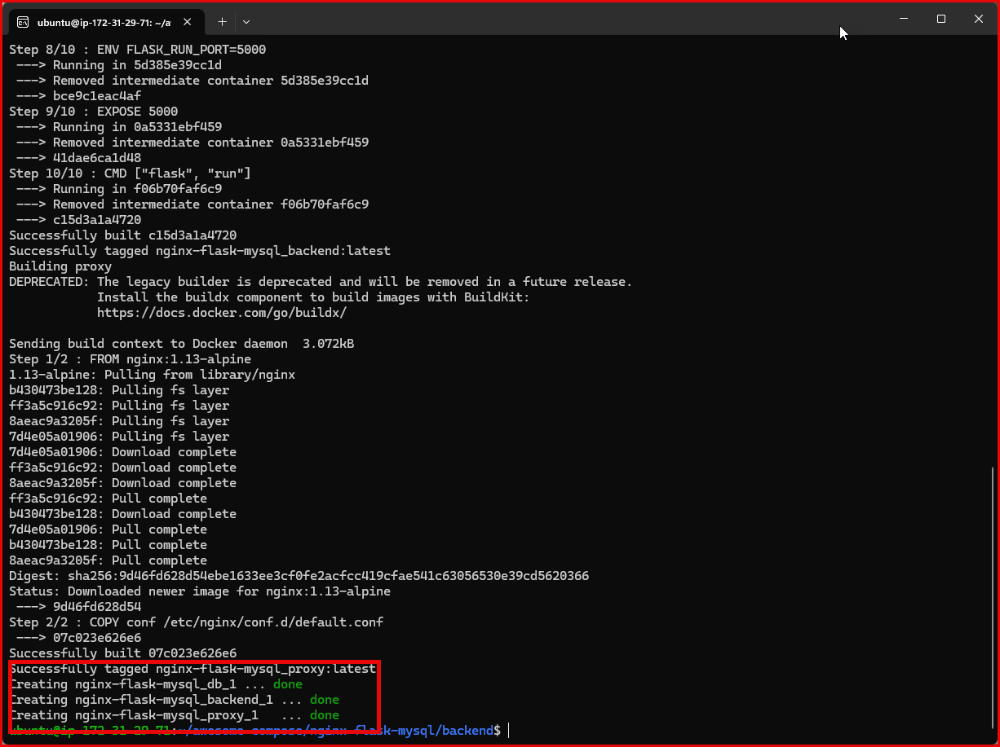 ubuntu@ip-172-31-29-71: ~/a
Step 8/10 : ENV FLASK_RUN_PORT=5000
---> Running in 5d385e39cc1d
---> Removed intermediate container 5d385e39cc1d
---> bce9c1eac4af
Step 9/10 : EXPOSE 5000
---> Running in 0a5331ebf459
---> Removed intermediate container 0a5331ebf459
---> 41dae6ca1d48
Step 10/10 : CMD ["flask", "run"]
---> Running in f06b70faf6c9
---> Removed intermediate container f06b70faf6c9
---> c15d3a1a4720
Successfully built c15d3a1a4720
Successfully tagged nginx-flask-mysql_backend:latest
Building proxy
DEPRECATED: The legacy builder is deprecated and will be removed in a future release.
Install the buildx component to build images with BuildKit:
https://docs.docker.com/go/buildx/
Sending build context to Docker daemon  3.072kB
Step 1/2 : FROM nginx:1.13-alpine
1.13-alpine: Pulling from library/nginx
b430473be128: Pulling fs layer
ff3a5c916c92: Pulling fs layer
8aeac9a3205f: Pulling fs layer
7d4e05a01906: Pulling fs layer
7d4e05a01906: Download complete
ff3a5c916c92: Download complete
8aeac9a3205f: Download complete
ff3a5c916c92: Pull complete
b430473be128: Download complete
7d4e05a01906: Pull complete
b430473be128: Pull complete
8aeac9a3205f: Pull complete
Digest: sha256:9d46fd628d54ebe1633ee3cf0fe2acfcc419cfae541c63056530e39cd5620366
Status: Downloaded newer image for nginx:1.13-alpine
---> 9d46fd628d54
Step 2/2 : COPY conf /etc/nginx/conf.d/default.conf
---> 07c023e626e6
Successfully built 07c023e626e6
Successfully tagged nginx-flask-mysql_proxy:latest
Creating nginx-flask-mysql_db_1 ... done
Creating nginx-flask-mysql_backend_1 ... done
Creating nginx-flask-mysql_proxy_1   ... done
ubuntu@ip-172-31-29-71:~/awesome-compose/nginx-flask-mysql/backend$